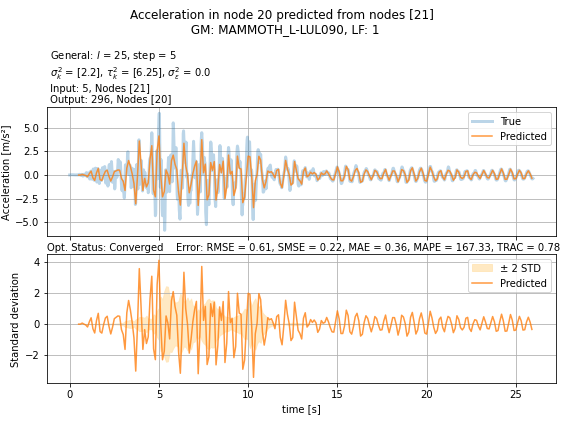 Acceleration in node 20 predicted from nodes [21]
GM: MAMMOTH_L-LUL090, LF: 1
General: l = 25, step = 5
σ²ₖ = [2.2], τ²ₖ = [6.25], σ²ε = 0.0
Input: 5, Nodes [21]
Output: 296, Nodes [20]
Acceleration [m/s²]
5.0
2.5
0.0
−2.5
−5.0
True
Predicted
Opt. Status: Converged Error: RMSE = 0.61, SMSE = 0.22, MAE = 0.36, MAPE = 167.33, TRAC = 0.78
Standard deviation
4
2
0
−2
± 2 STD
Predicted
0 5 10 15 20 25
time [s]